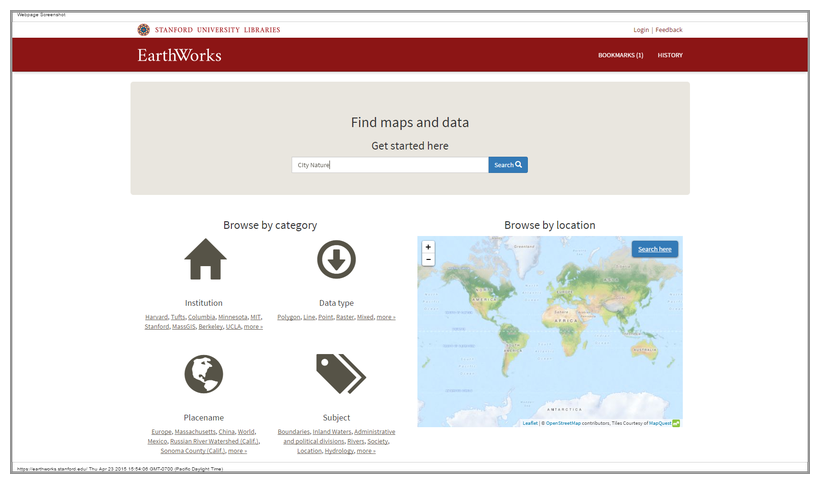 Webpage Screenshot
STANFORD UNIVERSITY LIBRARIES
Login | Feedback
EarthWorks
BOOKMARKS (1) HISTORY
Find maps and data
Get started here
City Nature
Search
Browse by category
Institution
Harvard, Tufts, Columbia, Minnesota, MIT,
Stanford, MassGIS, Berkeley, UCLA, more »
Data type
Polygon, Line, Point, Raster, Mixed, more »
Placename
Europe, Massachusetts, China, World,
Mexico, Russian River Watershed (Calif.),
Sonoma County (Calif.), more »
Subject
Boundaries, Inland Waters, Administrative
and political divisions, Rivers, Society,
Location, Hydrology, more »
Browse by location
+
−
Search here
AFRICA
SOUTH
AMERICA
AUSTRALIA
ANTARCTICA
Leaflet | © OpenStreetMap contributors, Tiles Courtesy of MapQuest
https://earthworks.stanford.edu/ Thu Apr 23 2015 15:54:06 GMT-0700 (Pacific Daylight Time)